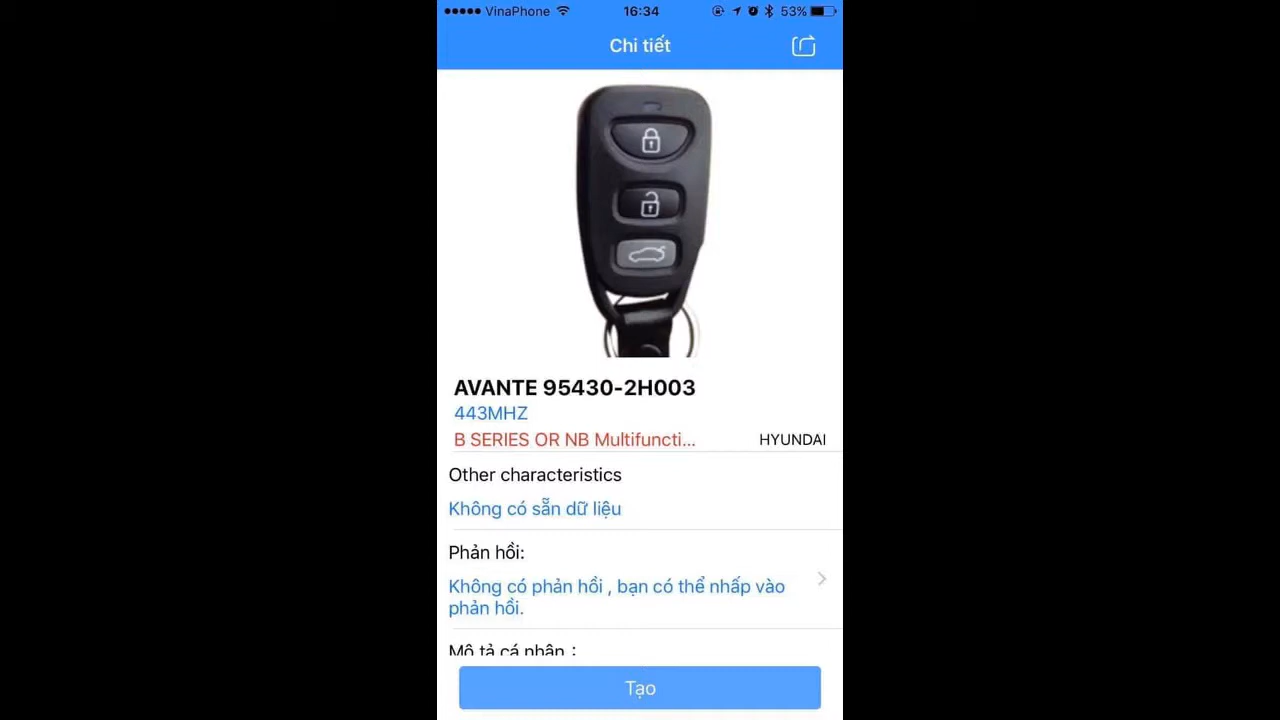 VinaPhone 16:34 53%
Chi tiết
AVANTE 95430-2H003
443MHZ
B SERIES OR NB Multifuncti... HYUNDAI
Other characteristics
Không có sẵn dữ liệu
Phản hồi:
Không có phản hồi , bạn có thể nhấp vào
phản hồi.
Mô tả cá nhân :
Tạo